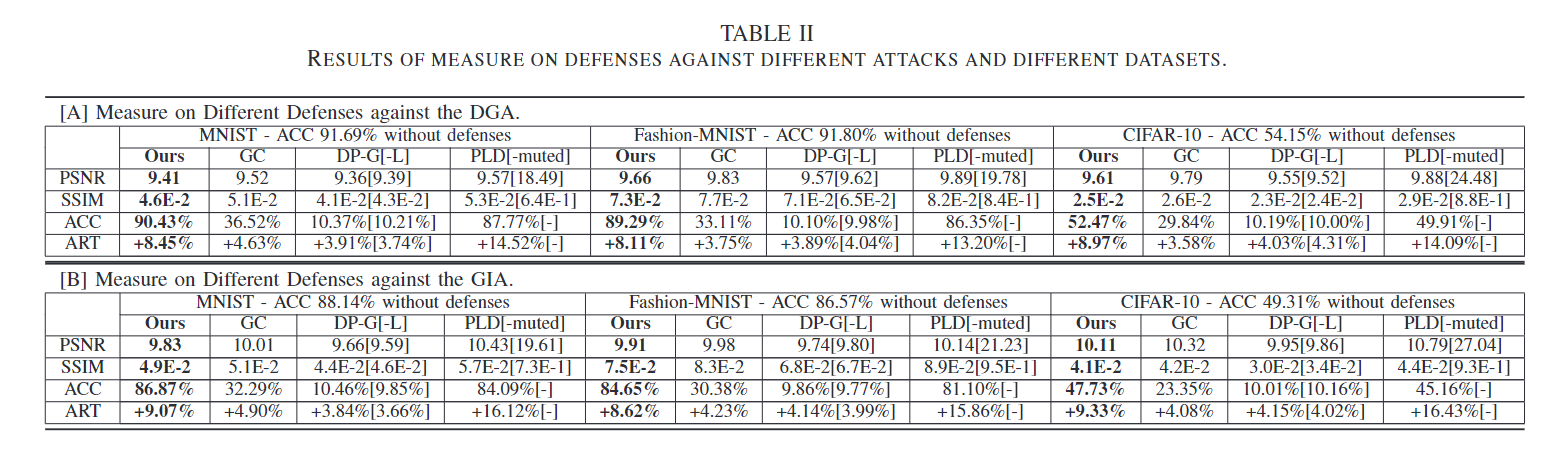 TABLE II
RESULTS OF MEASURE ON DEFENSES AGAINST DIFFERENT ATTACKS AND DIFFERENT DATASETS.
[A] Measure on Different Defenses against the DGA.
MNIST - ACC 91.69% without defenses Fashion-MNIST - ACC 91.80% without defenses CIFAR-10 - ACC 54.15% without defenses
Ours GC DP-G[-L] PLD[-muted] Ours GC DP-G[-L] PLD[-muted] Ours GC DP-G[-L] PLD[-muted]
PSNR 9.41 9.52 9.36[9.39] 9.57[18.49] 9.66 9.83 9.57[9.62] 9.89[19.78] 9.61 9.79 9.55[9.52] 9.88[24.48]
SSIM 4.6E-2 5.1E-2 4.1E-2[4.3E-2] 5.3E-2[6.4E-1] 7.3E-2 7.7E-2 7.1E-2[6.5E-2] 8.2E-2[8.4E-1] 2.5E-2 2.6E-2 2.3E-2[2.4E-2] 2.9E-2[8.8E-1]
ACC 90.43% 36.52% 10.37%[10.21%] 87.77%[-] 89.29% 33.11% 10.10%[9.98%] 86.35%[-] 52.47% 29.84% 10.19%[10.00%] 49.91%[-]
ART +8.45% +4.63% +3.91%[3.74%] +14.52%[-] +8.11% +3.75% +3.89%[4.04%] +13.20%[-] +8.97% +3.58% +4.03%[4.31%] +14.09%[-]
[B] Measure on Different Defenses against the GIA.
MNIST - ACC 88.14% without defenses Fashion-MNIST - ACC 86.57% without defenses CIFAR-10 - ACC 49.31% without defenses
Ours GC DP-G[-L] PLD[-muted] Ours GC DP-G[-L] PLD[-muted] Ours GC DP-G[-L] PLD[-muted]
PSNR 9.83 10.01 9.66[9.59] 10.43[19.61] 9.91 9.98 9.74[9.80] 10.14[21.23] 10.11 10.32 9.95[9.86] 10.79[27.04]
SSIM 4.9E-2 5.1E-2 4.4E-2[4.6E-2] 5.7E-2[7.3E-1] 7.5E-2 8.3E-2 6.8E-2[6.7E-2] 8.9E-2[9.5E-1] 4.1E-2 4.2E-2 3.0E-2[3.4E-2] 4.4E-2[9.3E-1]
ACC 86.87% 32.29% 10.46%[9.85%] 84.09%[-] 84.65% 30.38% 9.86%[9.77%] 81.10%[-] 47.73% 23.35% 10.01%[10.16%] 45.16%[-]
ART +9.07% +4.90% +3.84%[3.66%] +16.12%[-] +8.62% +4.23% +4.14%[3.99%] +15.86%[-] +9.33% +4.08% +4.15%[4.02%] +16.43%[-]